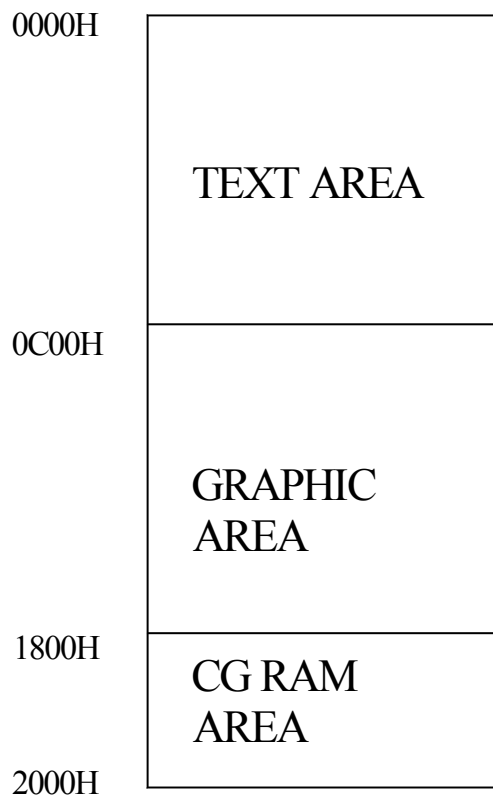 0000H
TEXT AREA
0C00H
GRAPHIC
AREA
1800H
CG RAM
AREA
2000H